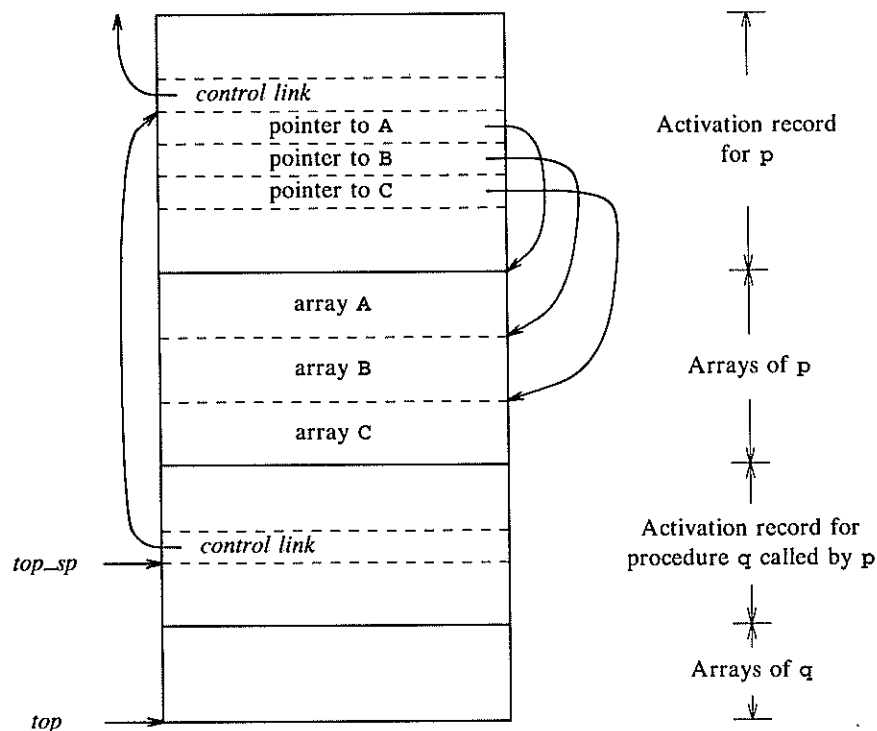 control link
pointer to A
pointer to B
pointer to C
Activation record
for p
array A
array B
array C
Arrays of p
control link
top_sp
Activation record for
procedure q called by p
Arrays of q
top